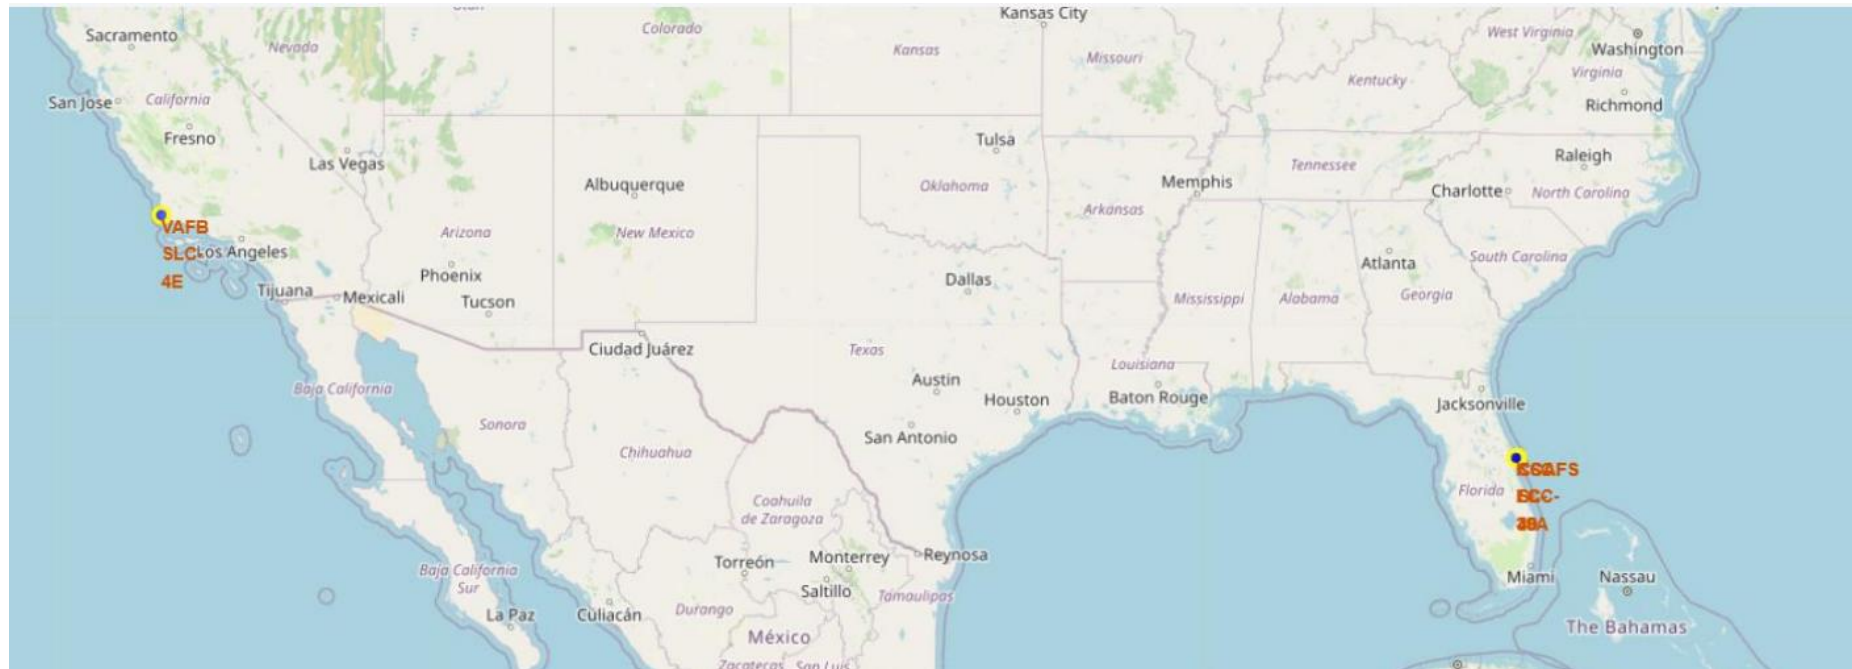 Kansas City
Sacramento
Nevada
Utah
Colorado
Kansas
Missouri
West Virginia
Washington
Kentucky
Virginia
San Jose
California
Richmond
Fresno
Las Vegas
Tulsa
Raleigh
Tennessee
Albuquerque
Oklahoma
Memphis
Charlotte
North Carolina
Arkansas
VAFB
SLC-
4E
Los Angeles
Arizona
New Mexico
Atlanta
South Carolina
Phoenix
Dallas
Tijuana
Mexicali
Tucson
Mississippi
Alabama
Georgia
Ciudad Juárez
Texas
Louisiana
Baja California
Austin
Houston
Baton Rouge
Jacksonville
Sonora
San Antonio
Chihuahua
Florida
Coahuila
de Zaragoza
Torreón
Monterrey
Reynosa
Baja California
Sur
Saltillo
Tamaulipas
Miami
Nassau
La Paz
Culiacán
Durango
México
The Bahamas
Zacatecas
San Luis